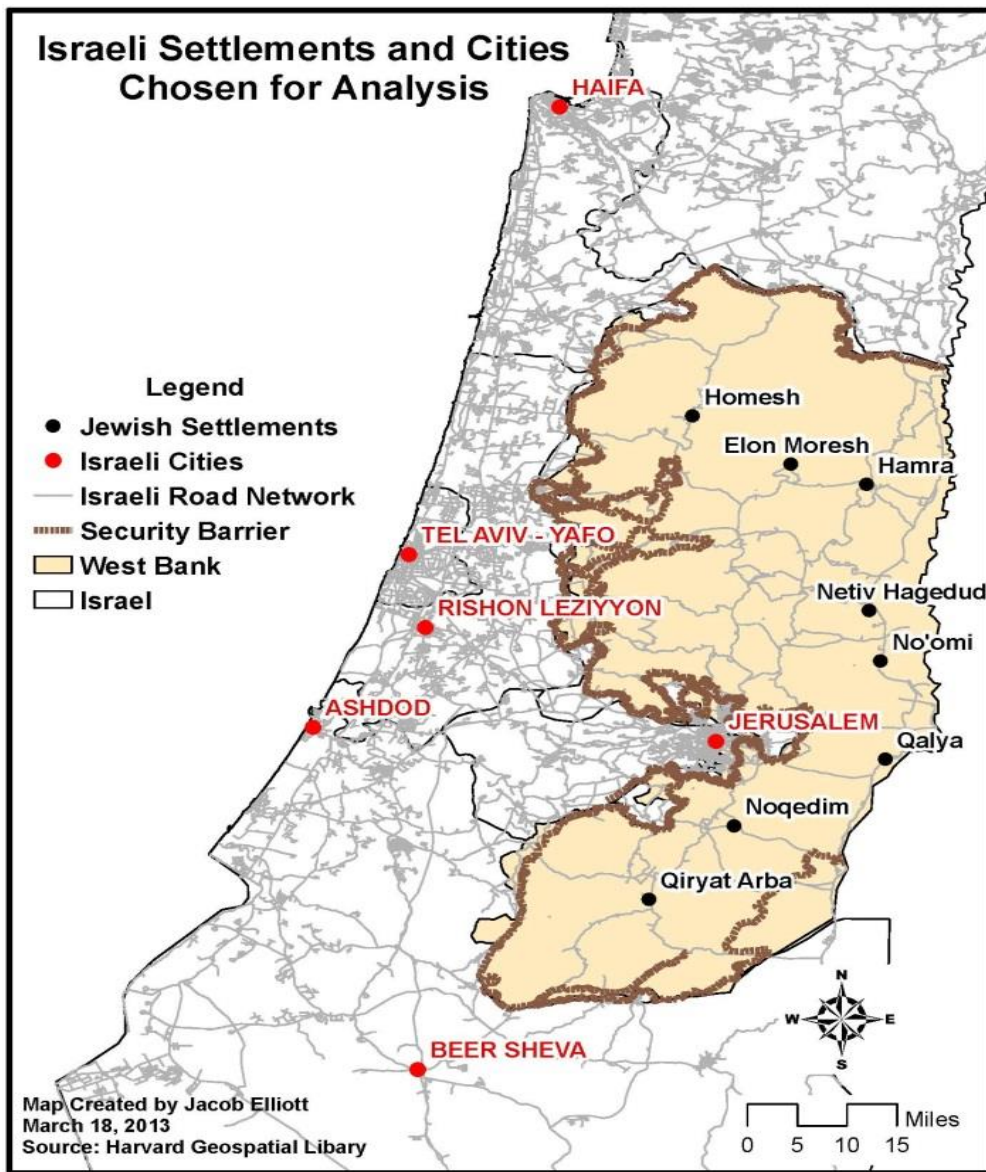 Israeli Settlements and Cities
Chosen for Analysis
HAIFA
Legend
Jewish Settlements
Israeli Cities
Israeli Road Network
Security Barrier
West Bank
Israel
Homesh
Elon Moresh
Hamra
TEL AVIV - YAFO
Netiv Hagedud
RISHON LEZIYYON
No'omi
ASHDOD
JERUSALEM
Qalya
Noqedim
Qiryat Arba
N
W E
S
BEER SHEVA
Map Created by Jacob Elliott
March 18, 2013
Source: Harvard Geospatial Libary
Miles
0 5 10 15